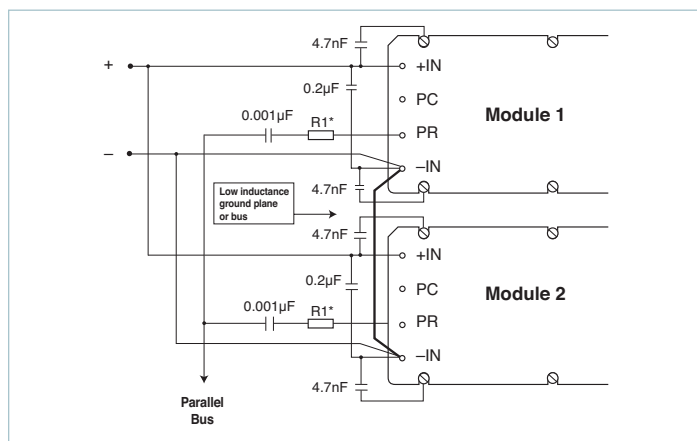 4.7nF
+
+IN
0.2µF
PC
Module 1
0.001µF
R1*
PR
–
–IN
4.7nF
Low inductance
ground plane
or bus
4.7nF
+IN
0.2µF
PC
Module 2
0.001µF
R1*
PR
–IN
4.7nF
Parallel
Bus